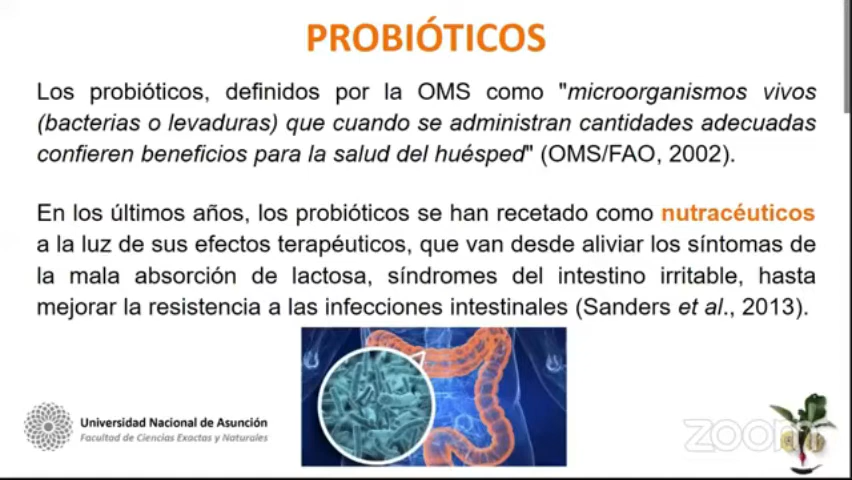 PROBIÓTICOS
Los probióticos, definidos por la OMS como "microorganismos vivos
(bacterias o levaduras) que cuando se administran cantidades adecuadas
confieren beneficios para la salud del huésped" (OMS/FAO, 2002).
En los últimos años, los probióticos se han recetado como nutracéuticos
a la luz de sus efectos terapéuticos, que van desde aliviar los síntomas de
la mala absorción de lactosa, síndromes del intestino irritable, hasta
mejorar la resistencia a las infecciones intestinales (Sanders et al., 2013).
Universidad Nacional de Asunción
Facultad de Ciencias Exactas y Naturales
zoom